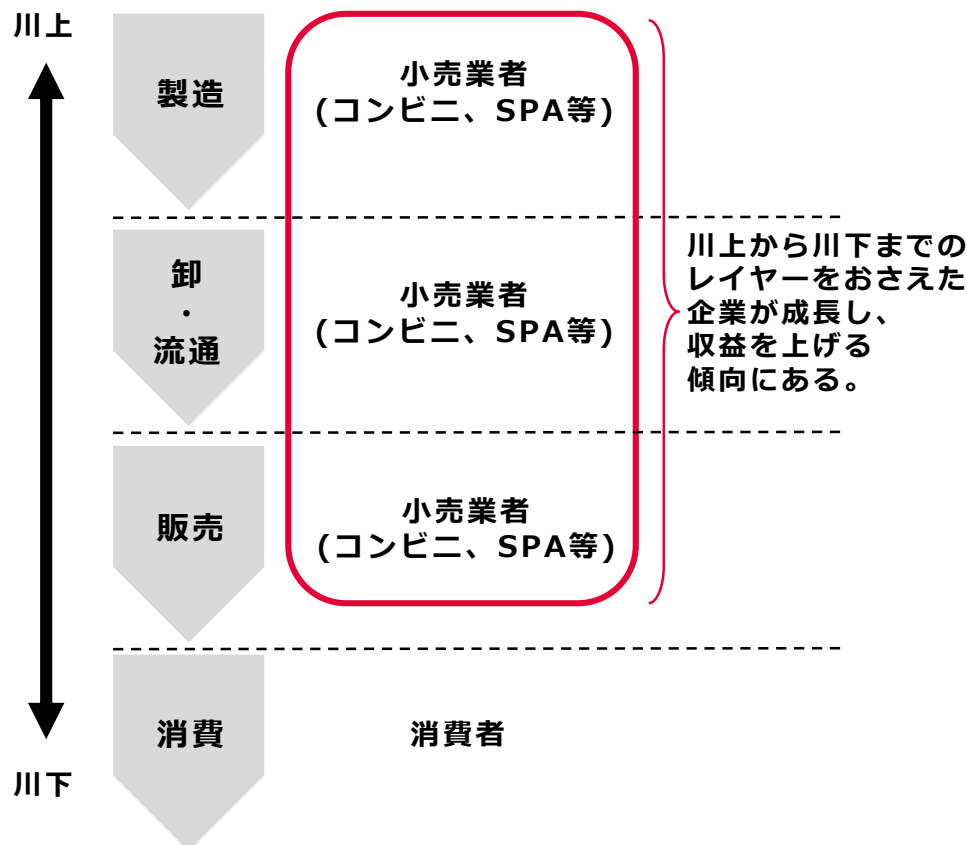 川上
製造
小売業者
(コンビニ、SPA等)
卸
・
流通
小売業者
(コンビニ、SPA等)
川上から川下までの
レイヤーをおさえた
企業が成長し、
収益を上げる
傾向にある。
販売
小売業者
(コンビニ、SPA等)
消費
消費者
川下